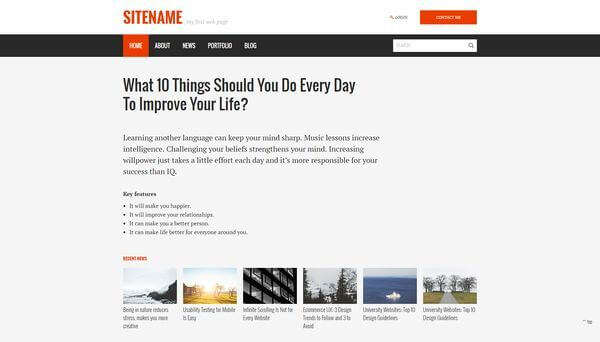 SITENAME my first web page
LOGIN
CONTACT ME
HOME ABOUT NEWS PORTFOLIO BLOG
SEARCH
What 10 Things Should You Do Every Day
To Improve Your Life?
Learning another language can keep your mind sharp. Music lessons increase
intelligence. Challenging your beliefs strengthens your mind. Increasing
willpower just takes a little effort each day and it's more responsible for your
success than IQ.
Key features
• It will make you happier.
• It will improve your relationships.
• It can make you a better person.
• It can make life better for everyone around you.
RECENT NEWS
Being in nature reduces
stress, makes you more
creative
Usability Testing for Mobile
Is Easy
Infinite Scrolling Is Not for
Every Website
Ecommerce UX: 3 Design
Trends to Follow and 3 to
Avoid
University Websites: Top 10
Design Guidelines
University Websites: Top 10
Design Guidelines
Top